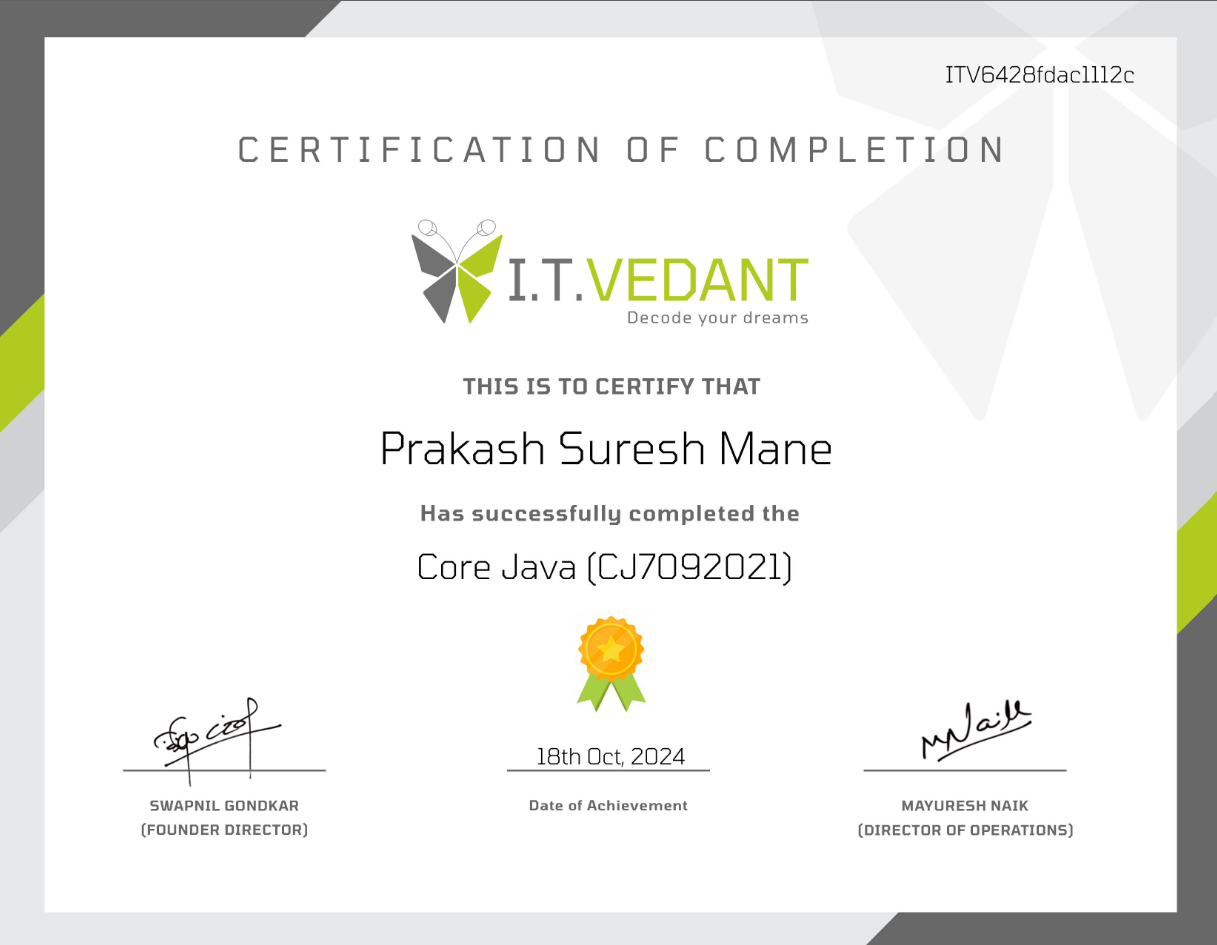 ITV6428fdac1112c
CERTIFICATION OF COMPLETION
I.T.VEDANT
Decode your dreams
THIS IS TO CERTIFY THAT
Prakash Suresh Mane
Has successfully completed the
Core Java (CJ7092021)
18th Oct, 2024
SWAPNIL GONDKAR
(FOUNDER DIRECTOR)
Date of Achievement
MNaik
MAYURESH NAIK
(DIRECTOR OF OPERATIONS)